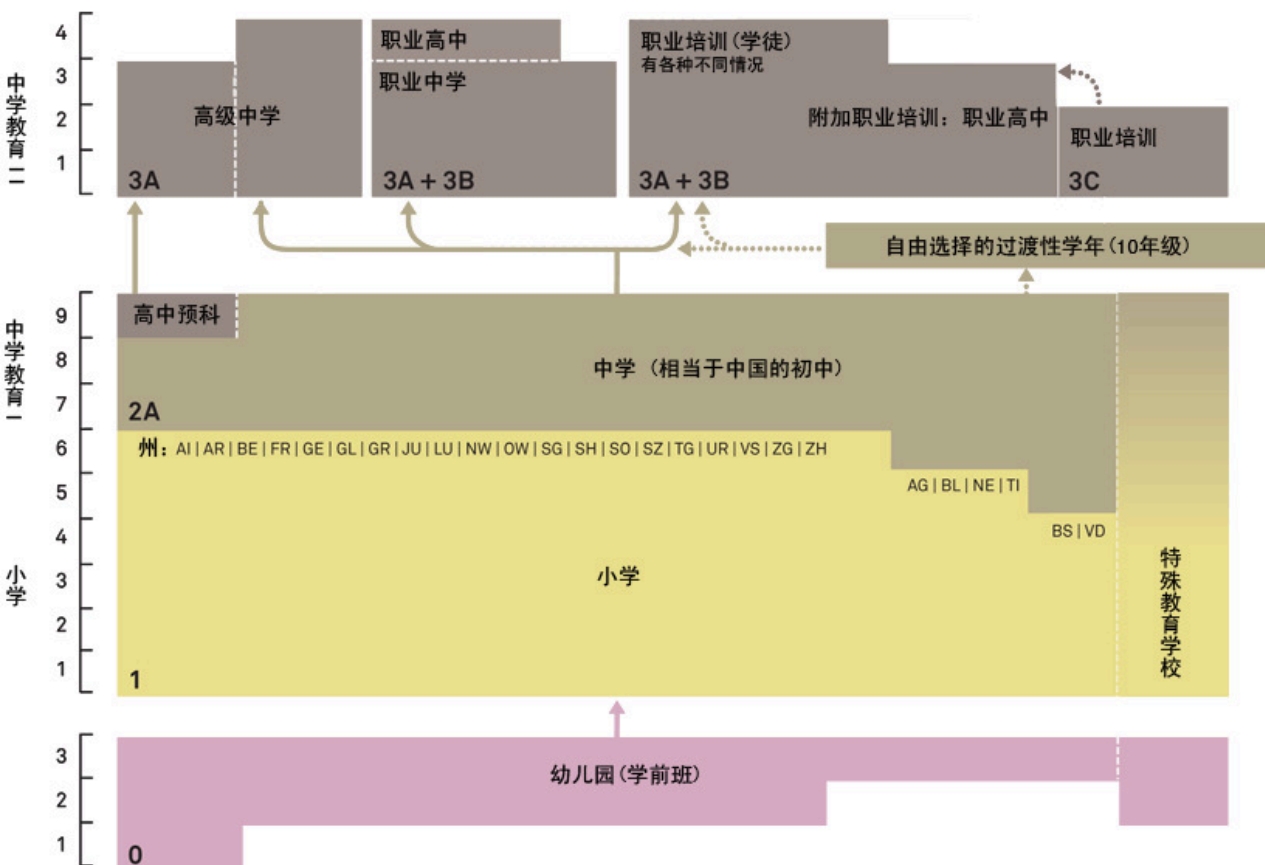 4
3
2
1
中学教育二
职业高中
职业中学
高级中学
职业培训(学徒)
有各种不同情况
附加职业培训：职业高中
职业培训
3A
3A + 3B
3A + 3B
3C
自由选择的过渡性学年(10年级)
9
8
7
中学教育一
高中预科
中学 (相当于中国的初中)
2A
6
5
4
3
2
1
小学
州: AI | AR | BE | FR | GE | GL | GR | JU | LU | NW | OW | SG | SH | SO | SZ | TG | UR | VS | ZG | ZH
AG | BL | NE | TI
BS | VD
小学
特殊教育学校
1
3
2
1
幼儿园(学前班)
0